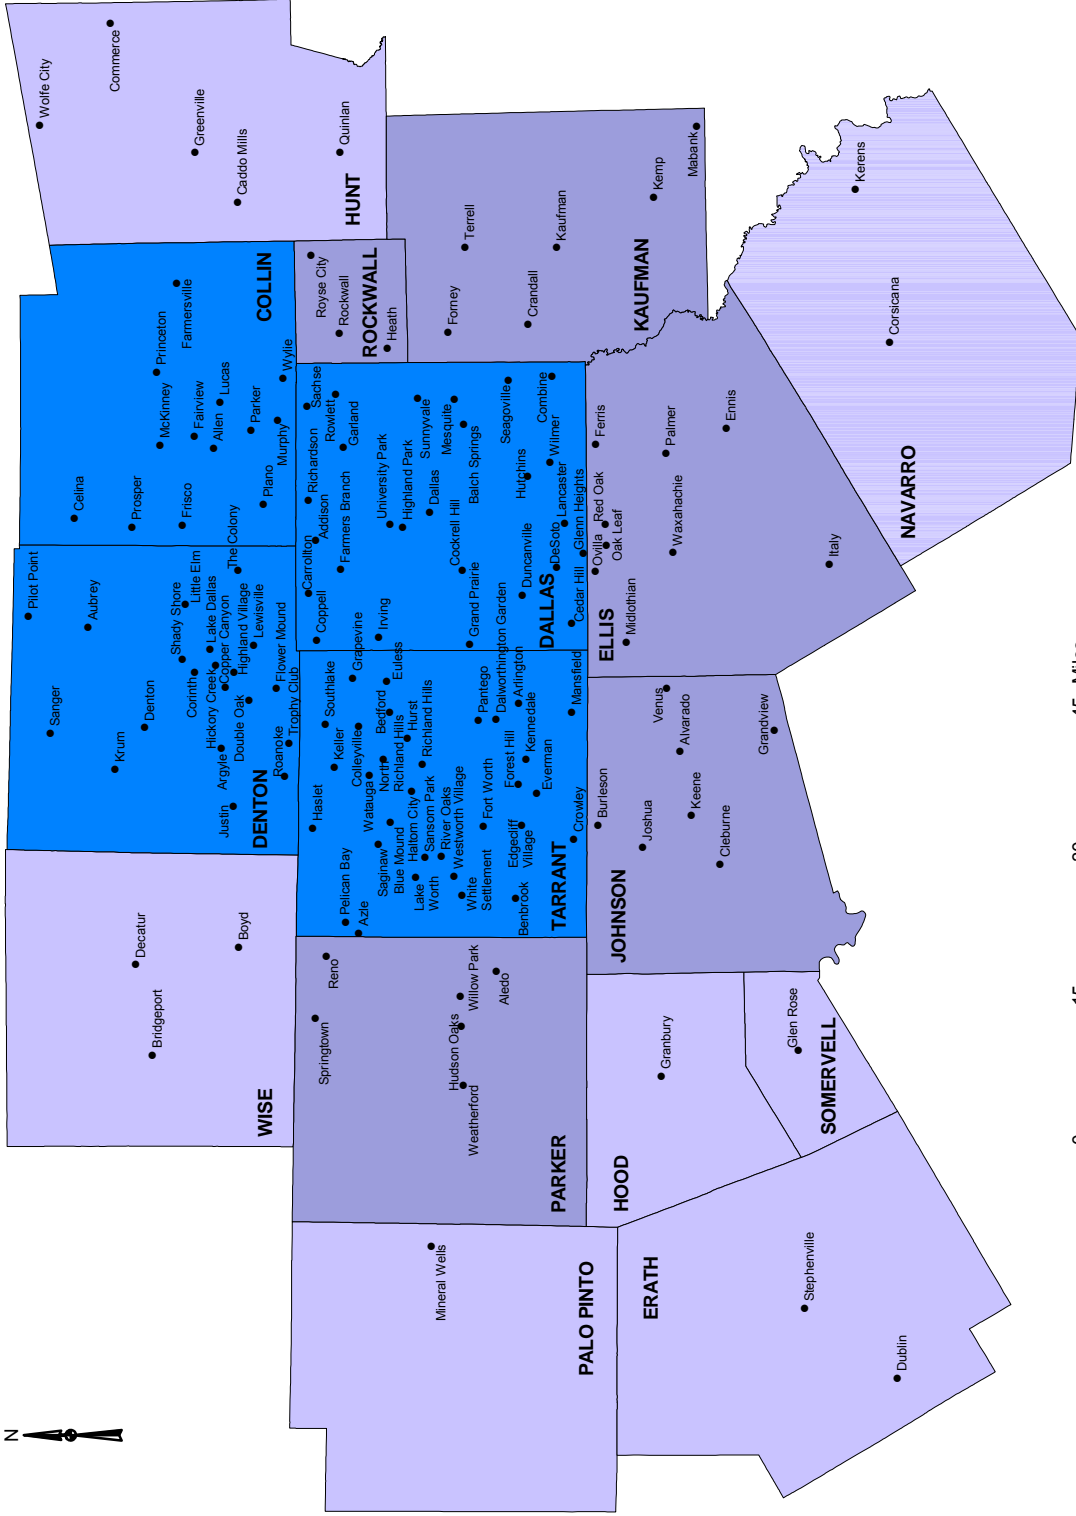 N
Wolfe City
Commerce
Greenville
Caddo Mills
Quinlan
HUNT
Celina
Prosper
Frisco
Princeton
McKinney
Farmersville
Fairview
Lucas
Allen
Parker
Wylie
Murphy
Plano
COLLIN
Pilot Point
Aubrey
Sanger
Krum
Denton
Shady Shore
Little Elm
Corinth
Lake Dallas
Hickory Creek
Copper Canyon
The Colony
Highland Village
Lewisville
Argyle
Double Oak
Justin
Flower Mound
Roanoke
Trophy Club
DENTON
Decatur
Bridgeport
Boyd
WISE
Royse City
Rockwall
Heath
ROCKWALL
Terrell
Forney
Kaufman
Crandall
Kemp
Mabank
KAUFMAN
Sachse
Rowlett
Garland
Richardson
Addison
Farmers Branch
Carrollton
Coppell
University Park
Highland Park
Sunnyvale
Dallas
Mesquite
Balch Springs
Cockrell Hill
Irving
Grand Prairie
Seagoville
Combine
Hutchins
Wilmer
Lancaster
Duncanville
DeSoto
Glenn Heights
Cedar Hill
DALLAS
Grapevine
Southlake
Keller
Haslet
Colleyville
Euless
Bedford
North
Richland Hills
Hurst
Richland Hills
Watauga
Saginaw
Blue Mound
Haltom City
Sansom Park
River Oaks
Westworth Village
Lake
Worth
White
Settlement
Fort Worth
Pelican Bay
Azle
Pantego
Dalworthington Garden
Arlington
Kennedale
Forest Hill
Everman
Edgecliff
Village
Benbrook
Mansfield
Crowley
TARRANT
Reno
Springtown
Willow Park
Hudson Oaks
Aledo
Weatherford
PARKER
Mineral Wells
PALO PINTO
Ferris
Red Oak
Ovilla
Oak Leaf
Palmer
Ennis
Waxahachie
Midlothian
Italy
ELLIS
Kerens
Corsicana
NAVARRO
Venus
Alvarado
Grandview
Burleson
Joshua
Keene
Cleburne
JOHNSON
Granbury
HOOD
Glen Rose
SOMERVELL
Stephenville
Dublin
ERATH